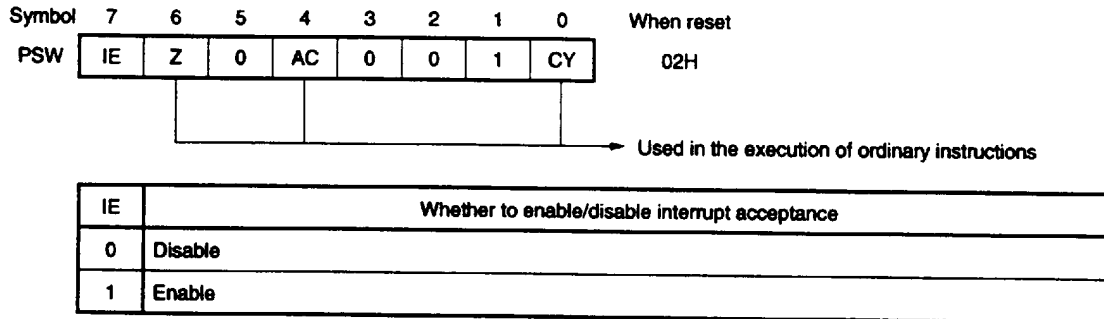 Symbol 7 6 5 4 3 2 1 0 When reset
PSW IE Z 0 AC 0 0 1 CY 02H
Used in the execution of ordinary instructions
IE Whether to enable/disable interrupt acceptance
0 Disable
1 Enable